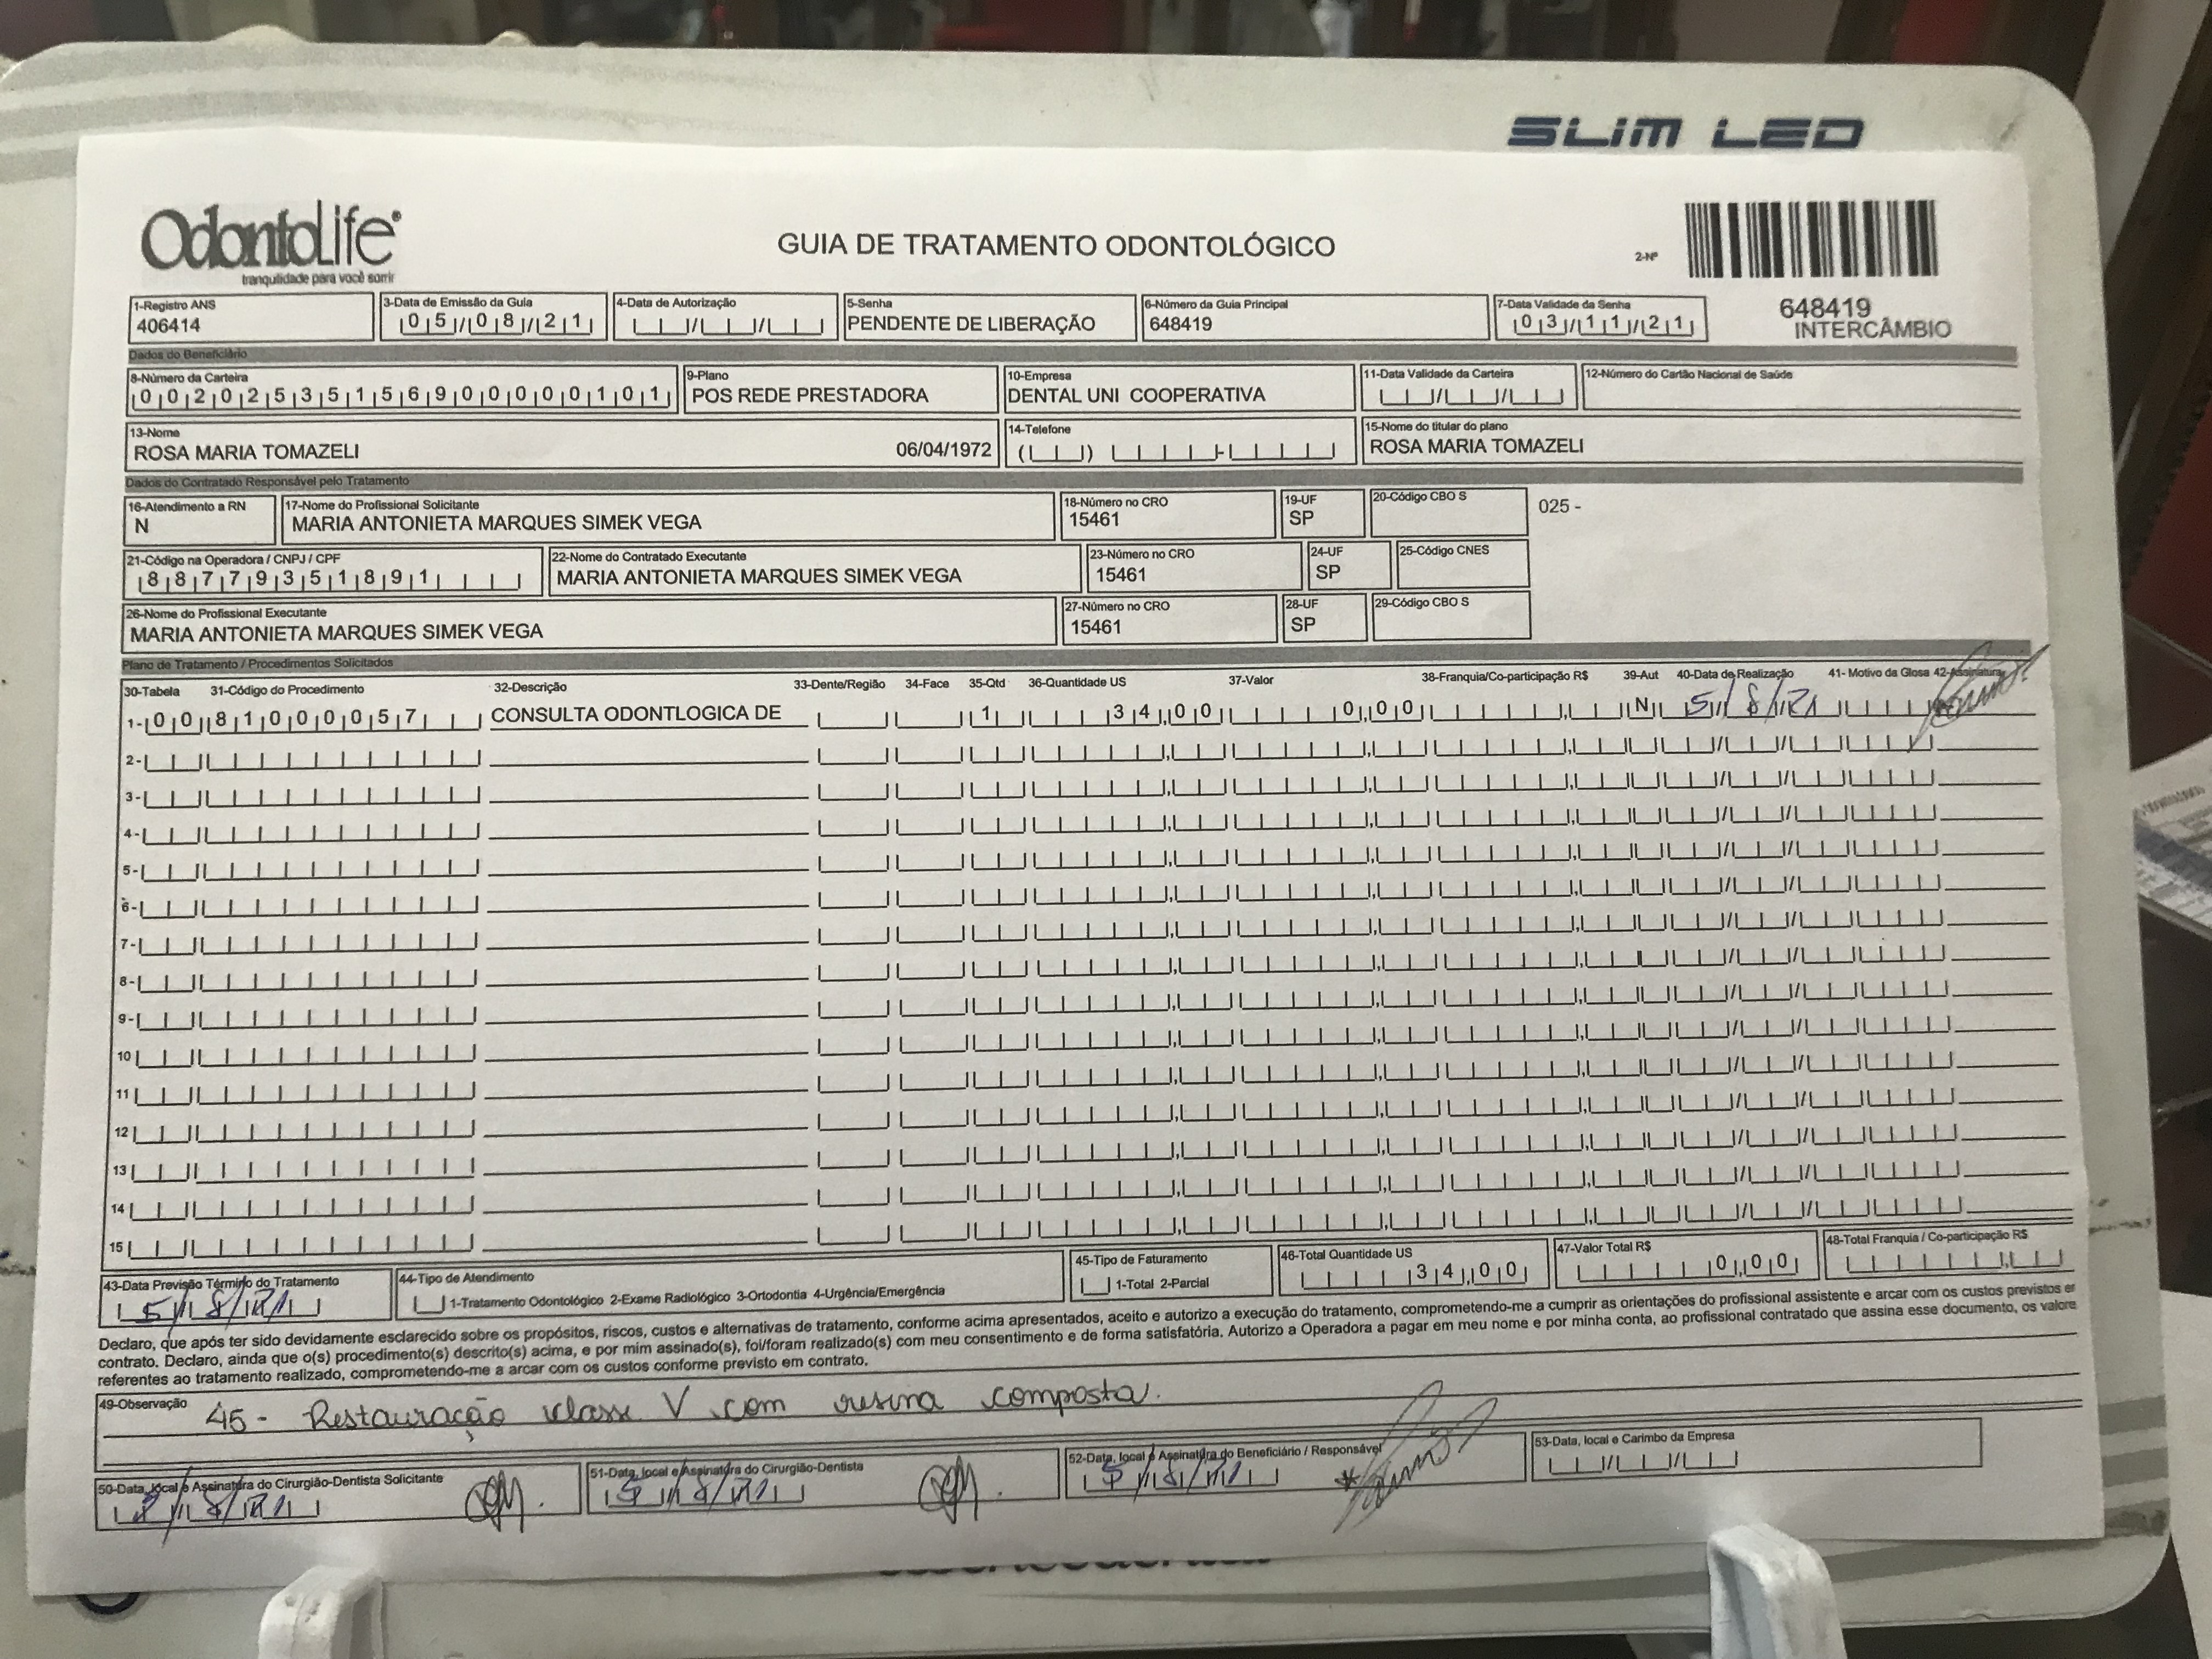 SLIM LED
OdontoLife®
tranquilidade para você sorrir
GUIA DE TRATAMENTO ODONTOLÓGICO
2-Nº
648419
INTERCÂMBIO
1-Registro ANS
406414
3-Data de Emissão da Guia
05/08/21
4-Data de Autorização
5-Senha
PENDENTE DE LIBERAÇÃO
6-Número da Guia Principal
648419
7-Data Validade da Senha
03/11/21
Dados do Beneficiário
8-Número da Carteira
00202535156900000101
9-Plano
POS REDE PRESTADORA
10-Empresa
DENTAL UNI COOPERATIVA
11-Data Validade da Carteira
12-Número do Cartão Nacional de Saúde
13-Nome
ROSA MARIA TOMAZELI 06/04/1972
14-Telefone
15-Nome do titular do plano
ROSA MARIA TOMAZELI
Dados do Contratado Responsável pelo Tratamento
16-Atendimento a RN
N
17-Nome do Profissional Solicitante
MARIA ANTONIETA MARQUES SIMEK VEGA
18-Número no CRO
15461
19-UF
SP
20-Código CBO S
025 -
21-Código na Operadora / CNPJ / CPF
88779351891
22-Nome do Contratado Executante
MARIA ANTONIETA MARQUES SIMEK VEGA
23-Número no CRO
15461
24-UF
SP
25-Código CNES
26-Nome do Profissional Executante
MARIA ANTONIETA MARQUES SIMEK VEGA
27-Número no CRO
15461
28-UF
SP
29-Código CBO S
Plano de Tratamento / Procedimentos Solicitados
30-Tabela 31-Código do Procedimento 32-Descrição 33-Dente/Região 34-Face 35-Qtd 36-Quantidade US 37-Valor 38-Franquia/Co-participação R$ 39-Aut 40-Data de Realização 41- Motivo da Glosa 42-Assinatura
1- 00 81000057 CONSULTA ODONTLOGICA DE 1 34,00 0,00 N 5/8/21
2-
3-
4-
5-
6-
7-
8-
9-
10
11
12
13
14
15
43-Data Previsão Término do Tratamento
5/8/21
44-Tipo de Atendimento
1-Tratamento Odontológico 2-Exame Radiológico 3-Ortodontia 4-Urgência/Emergência
45-Tipo de Faturamento
1-Total 2-Parcial
46-Total Quantidade US
34,00
47-Valor Total R$
0,00
48-Total Franquia / Co-participação R$
Declaro, que após ter sido devidamente esclarecido sobre os propósitos, riscos, custos e alternativas de tratamento, conforme acima apresentados, aceito e autorizo a execução do tratamento, comprometendo-me a cumprir as orientações do profissional assistente e arcar com os custos previstos e
contrato. Declaro, ainda que o(s) procedimento(s) descrito(s) acima, e por mim assinado(s), foi/foram realizado(s) com meu consentimento e de forma satisfatória. Autorizo a Operadora a pagar em meu nome e por minha conta, ao profissional contratado que assina esse documento, os valore
referentes ao tratamento realizado, comprometendo-me a arcar com os custos conforme previsto em contrato.
49-Observação
45- Restauração classe V com resina composta.
50-Data, local e Assinatura do Cirurgião-Dentista Solicitante
5/8/21
51-Data, local e Assinatura do Cirurgião-Dentista
5/8/21
52-Data, local e Assinatura do Beneficiário / Responsável
5/8/21
53-Data, local e Carimbo da Empresa